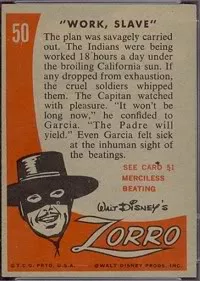 50
"WORK, SLAVE"
The plan was savagely carried
out. The Indians were being
worked 18 hours a day under
the broiling California sun. If
any dropped from exhaustion,
the cruel soldiers whipped
them. The Capitan watched
with pleasure. "It won't be
long now," he confided to
Garcia. "The Padre will
yield." Even Garcia felt sick
at the inhuman sight of
the beatings.
SEE CARD 51
MERCILESS
BEATING
WALT DISNEY'S
ZORRO
©T.C.G. PRTD. U.S.A.
©WALT DISNEY PRODS. INC.